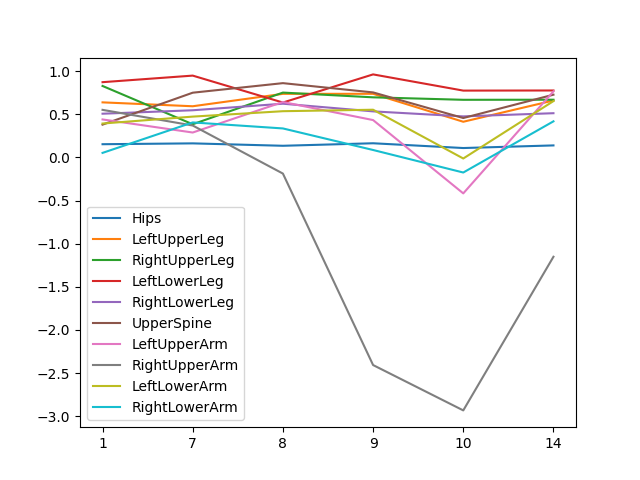 1.0
0.5
0.0
−0.5
−1.0
−1.5
−2.0
−2.5
−3.0
Hips
LeftUpperLeg
RightUpperLeg
LeftLowerLeg
RightLowerLeg
UpperSpine
LeftUpperArm
RightUpperArm
LeftLowerArm
RightLowerArm
1 7 8 9 10 14